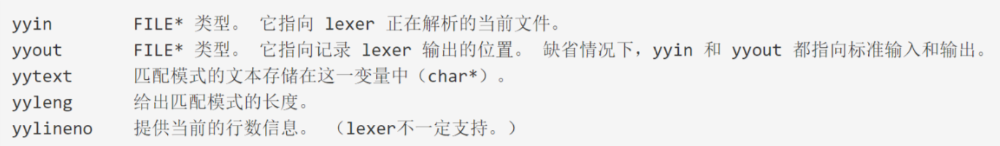 yyin FILE* 类型。 它指向 lexer 正在解析的当前文件。
yyout FILE* 类型。 它指向记录 lexer 输出的位置。 缺省情况下，yyin 和 yyout 都指向标准输入和输出。
yytext 匹配模式的文本存储在这一变量中（char*）。
yyleng 给出匹配模式的长度。
yylineno 提供当前的行数信息。 （lexer不一定支持。）